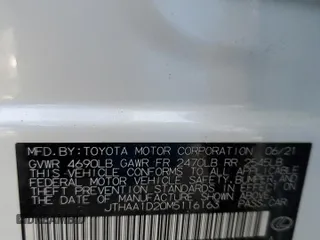 MFD. BY: TOYOTA MOTOR CORPORATION 06/21
GVWR 4690LB GAWR FR 2470LB RR 2545LB
THIS VEHICLE CONFORMS TO ALL APPLICABLE
FEDERAL MOTOR VEHICLE SAFETY, BUMPER, AND
THEFT PREVENTION STANDARDS IN EFFECT ON
THE DATE OF MANUFACTURE SHOWN ABOVE.
JTHAA1D20M5116163 PASS. CAR